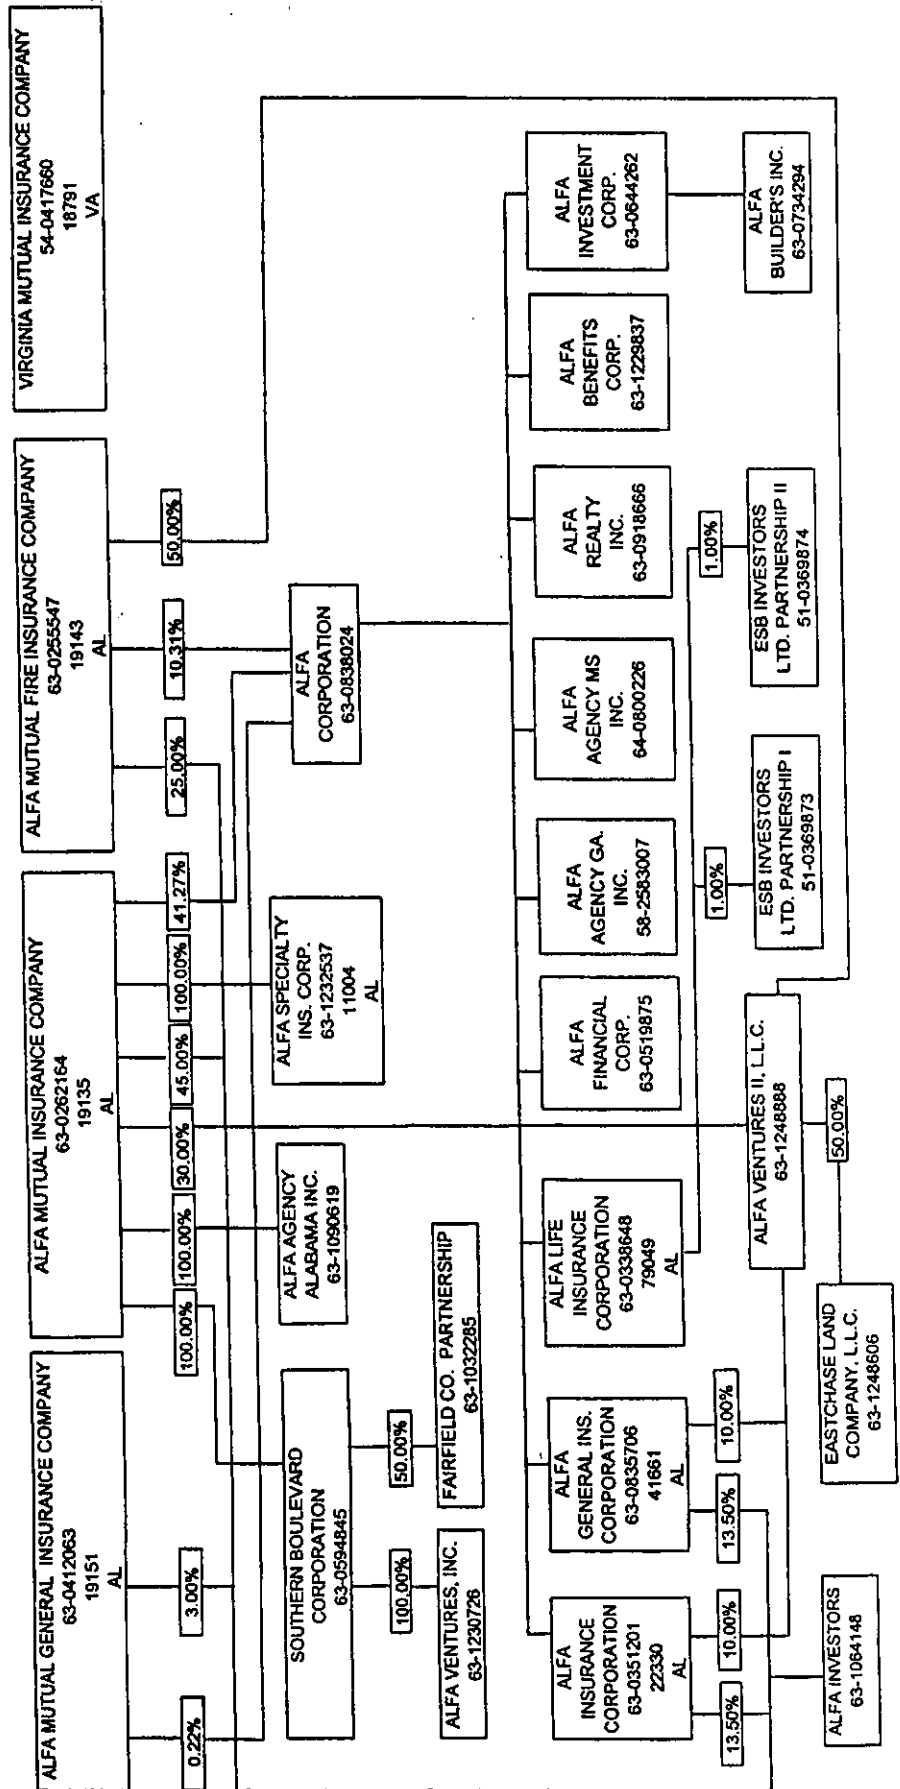 ALFA MUTUAL GENERAL INSURANCE COMPANY
63-0412063
19151
AL
ALFA MUTUAL INSURANCE COMPANY
63-0262164
19135
AL
ALFA MUTUAL FIRE INSURANCE COMPANY
63-0255547
19143
AL
VIRGINIA MUTUAL INSURANCE COMPANY
54-0417660
18791
VA
0.22%
3.00%
100.00%
100.00%
30.00%
45.00%
100.00%
41.27%
25.00%
10.31%
50.00%
SOUTHERN BOULEVARD
CORPORATION
63-0594845
ALFA AGENCY
ALABAMA INC.
63-1090619
ALFA SPECIALTY
INS. CORP.
63-1232537
11004
AL
ALFA
CORPORATION
63-0838024
100.00%
50.00%
ALFA VENTURES, INC.
63-1230726
FAIRFIELD CO. PARTNERSHIP
63-1032285
ALFA
INSURANCE
CORPORATION
63-0351201
22330
AL
ALFA
GENERAL INS.
CORPORATION
63-0835706
41661
AL
ALFA LIFE
INSURANCE
CORPORATION
63-0338648
79049
AL
ALFA
FINANCIAL
CORP.
63-0519875
ALFA
AGENCY GA.
INC.
58-2583007
ALFA
AGENCY MS
INC.
64-0800226
ALFA
REALTY
INC.
63-0918666
ALFA
BENEFITS
CORP.
63-1229837
ALFA
INVESTMENT
CORP.
63-0644262
13.50%
10.00%
13.50%
10.00%
1.00%
1.00%
ALFA INVESTORS
63-1064148
ALFA VENTURES II, L.L.C.
63-1248888
ESB INVESTORS
LTD. PARTNERSHIP I
51-0369873
ESB INVESTORS
LTD. PARTNERSHIP II
51-0369874
ALFA
BUILDER'S INC.
63-0734294
50.00%
EASTCHASE LAND
COMPANY, L.L.C.
63-1248606